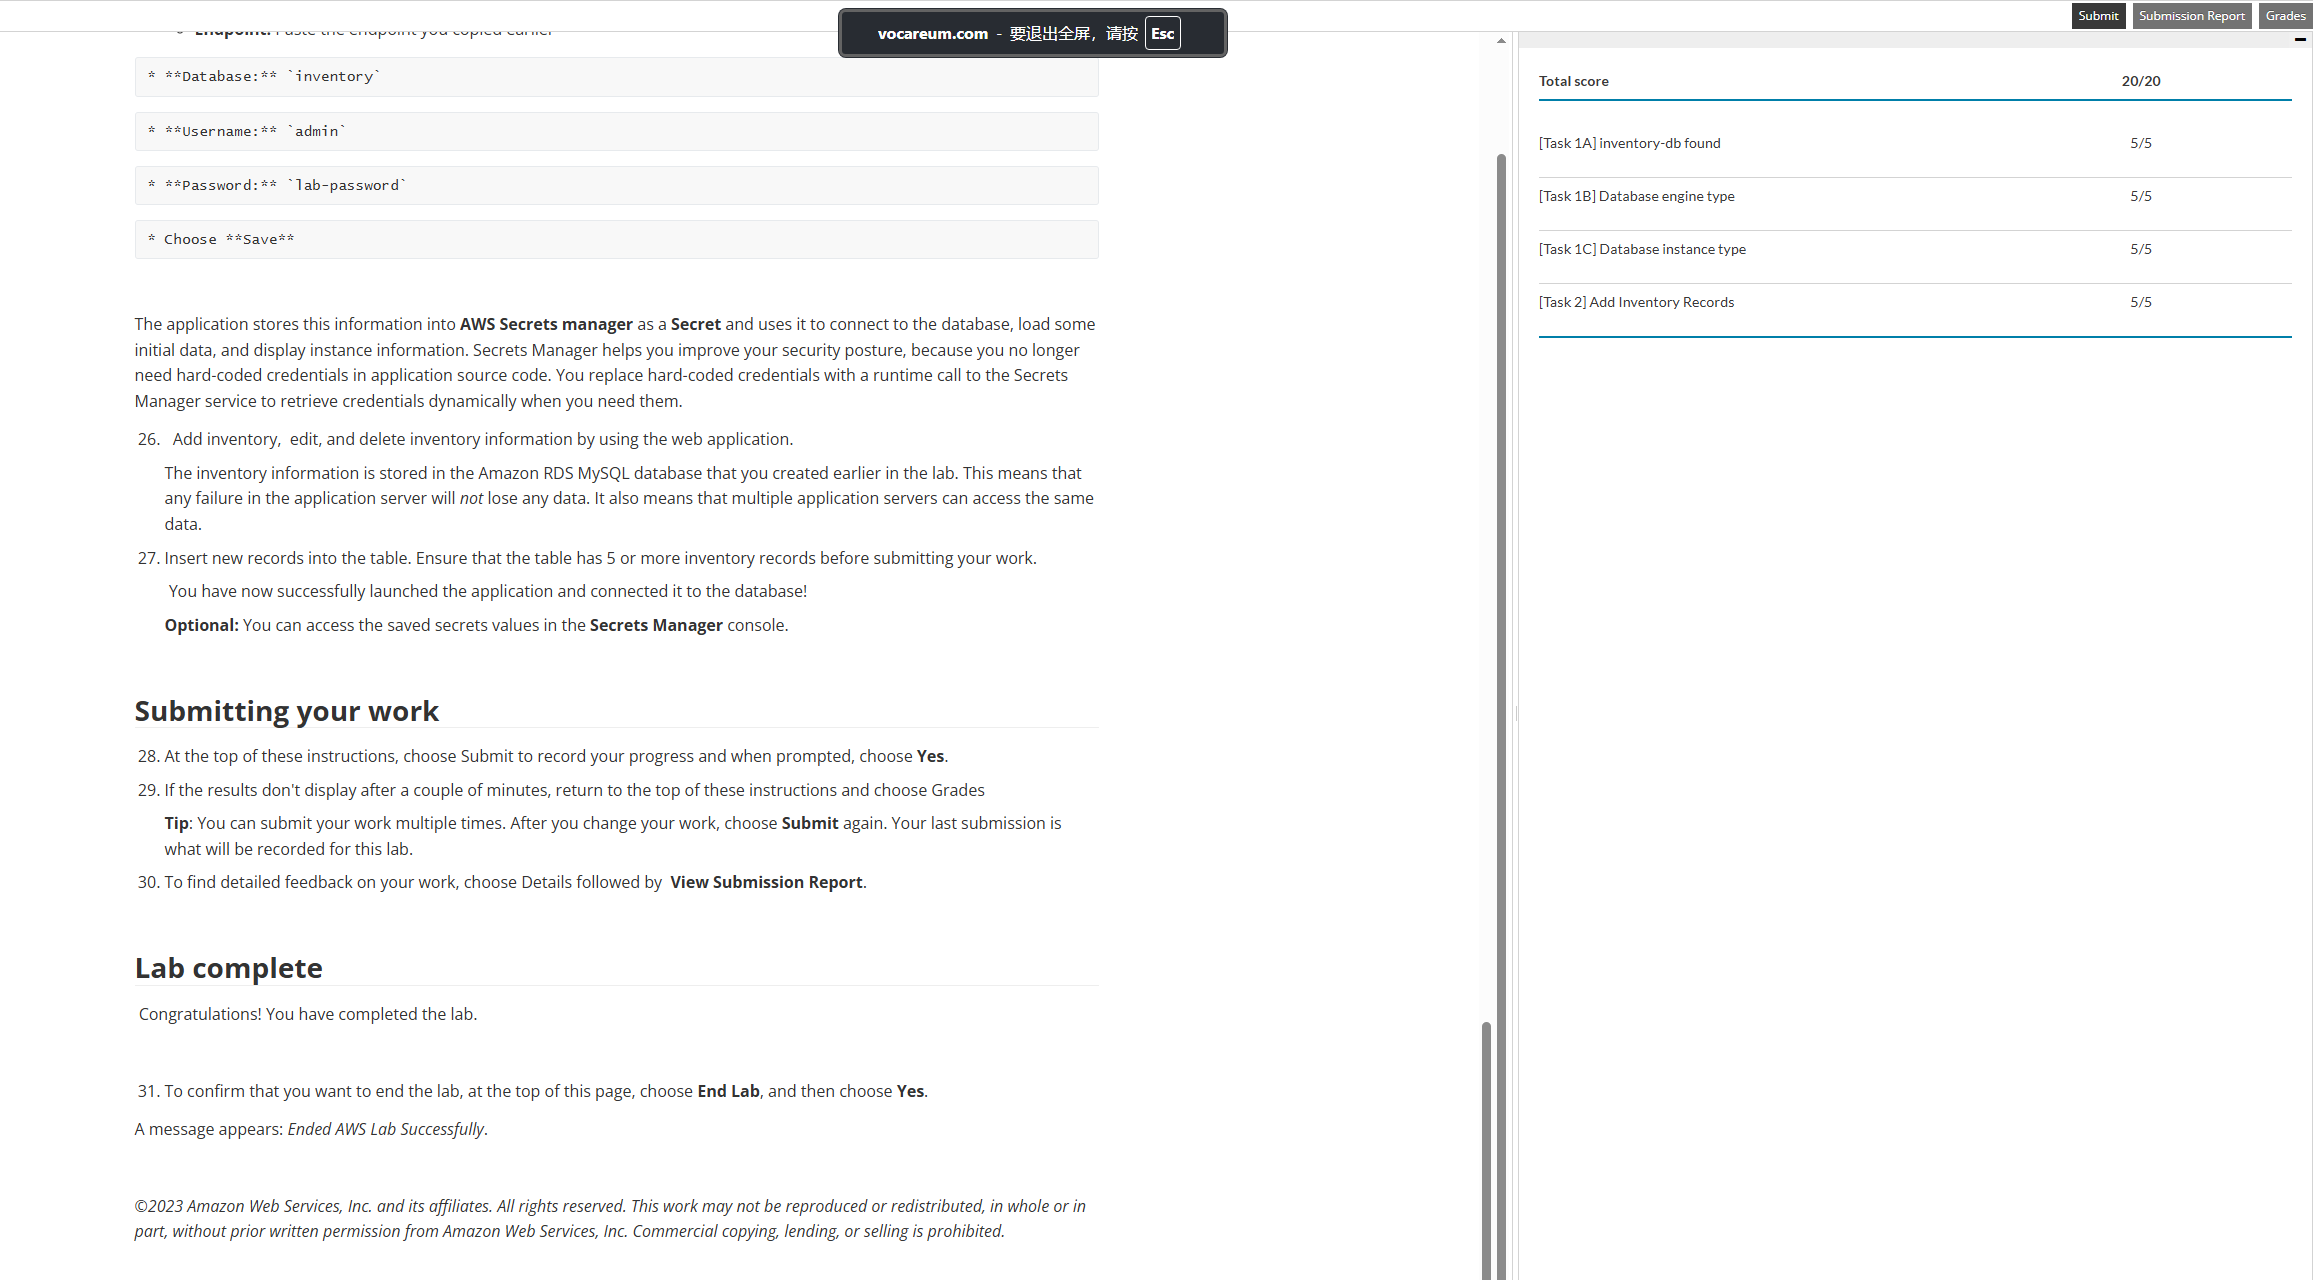 Submit Submission Report Grades
vocareum.com - 要退出全屏，请按 Esc
Endpoint: Paste the endpoint you copied earlier
* **Database:** `inventory`
* **Username:** `admin`
* **Password:** `lab-password`
* Choose **Save**
The application stores this information into AWS Secrets manager as a Secret and uses it to connect to the database, load some
initial data, and display instance information. Secrets Manager helps you improve your security posture, because you no longer
need hard-coded credentials in application source code. You replace hard-coded credentials with a runtime call to the Secrets
Manager service to retrieve credentials dynamically when you need them.
26. Add inventory, edit, and delete inventory information by using the web application.
The inventory information is stored in the Amazon RDS MySQL database that you created earlier in the lab. This means that
any failure in the application server will not lose any data. It also means that multiple application servers can access the same
data.
27. Insert new records into the table. Ensure that the table has 5 or more inventory records before submitting your work.
You have now successfully launched the application and connected it to the database!
Optional: You can access the saved secrets values in the Secrets Manager console.
Submitting your work
28. At the top of these instructions, choose Submit to record your progress and when prompted, choose Yes.
29. If the results don't display after a couple of minutes, return to the top of these instructions and choose Grades
Tip: You can submit your work multiple times. After you change your work, choose Submit again. Your last submission is
what will be recorded for this lab.
30. To find detailed feedback on your work, choose Details followed by View Submission Report.
Lab complete
Congratulations! You have completed the lab.
31. To confirm that you want to end the lab, at the top of this page, choose End Lab, and then choose Yes.
A message appears: Ended AWS Lab Successfully.
©2023 Amazon Web Services, Inc. and its affiliates. All rights reserved. This work may not be reproduced or redistributed, in whole or in
part, without prior written permission from Amazon Web Services, Inc. Commercial copying, lending, or selling is prohibited.
Total score 20/20
[Task 1A] inventory-db found 5/5
[Task 1B] Database engine type 5/5
[Task 1C] Database instance type 5/5
[Task 2] Add Inventory Records 5/5